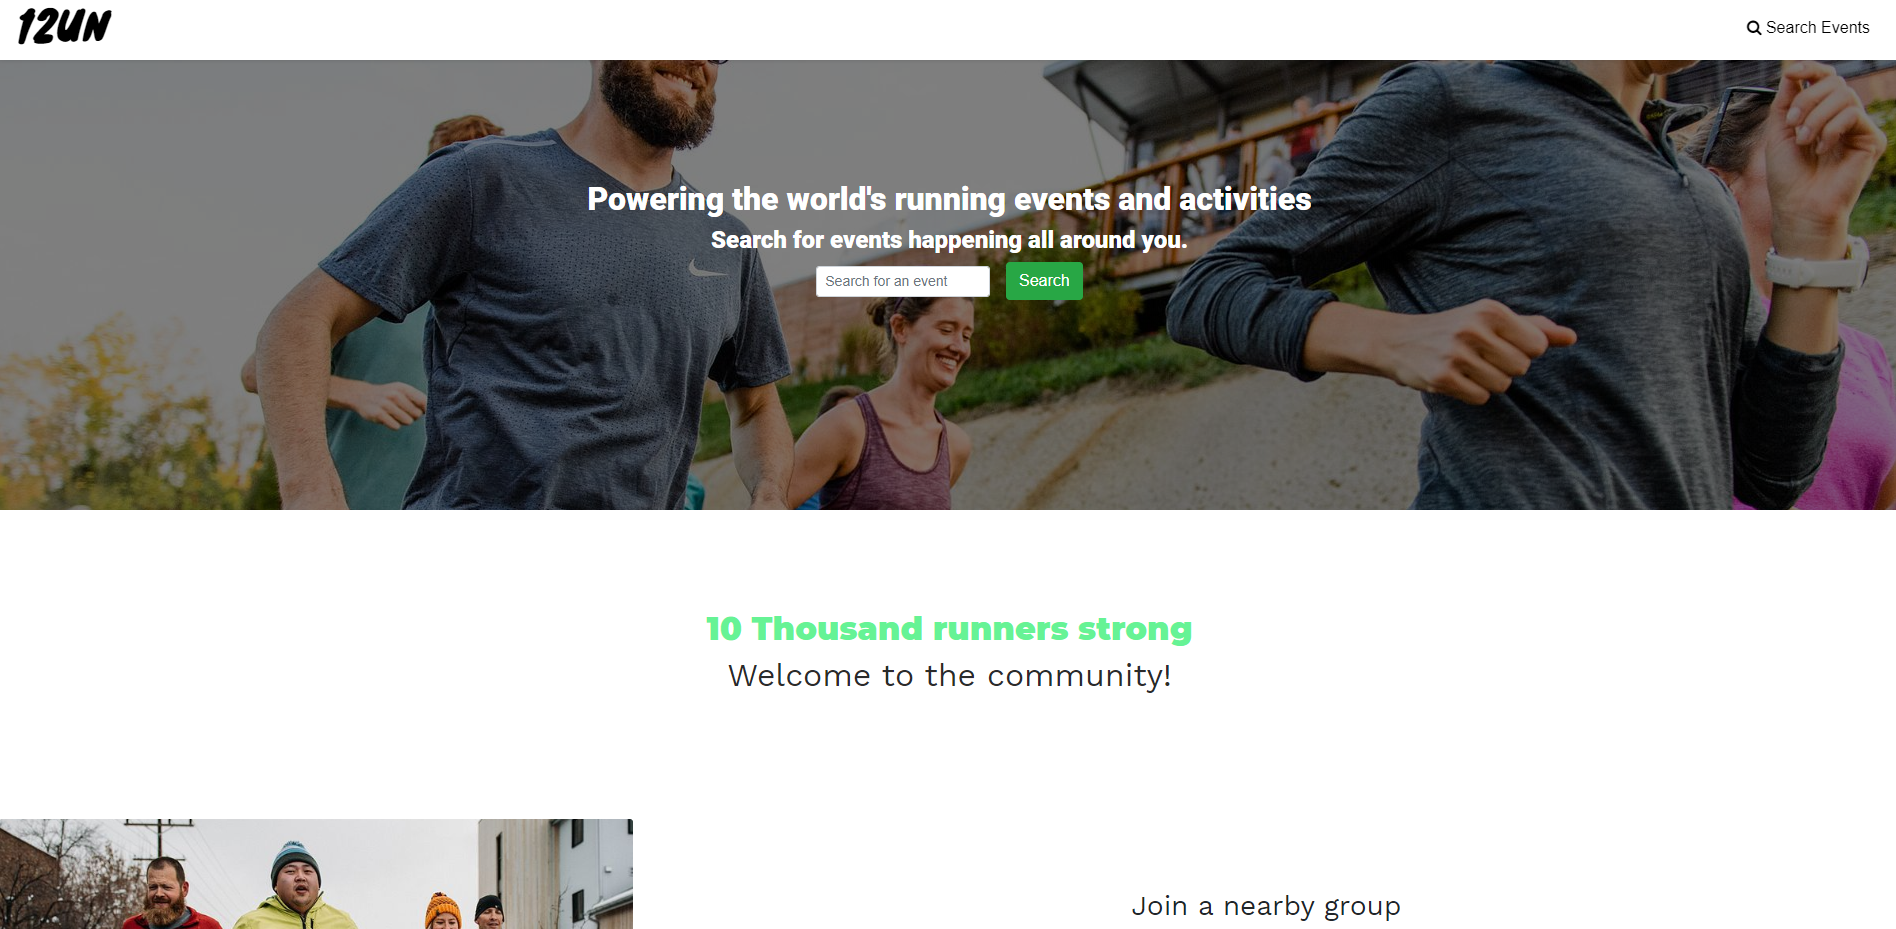 12UN
Search Events
Powering the world's running events and activities
Search for events happening all around you.
Search for an event
Search
10 Thousand runners strong
Welcome to the community!
Join a nearby group